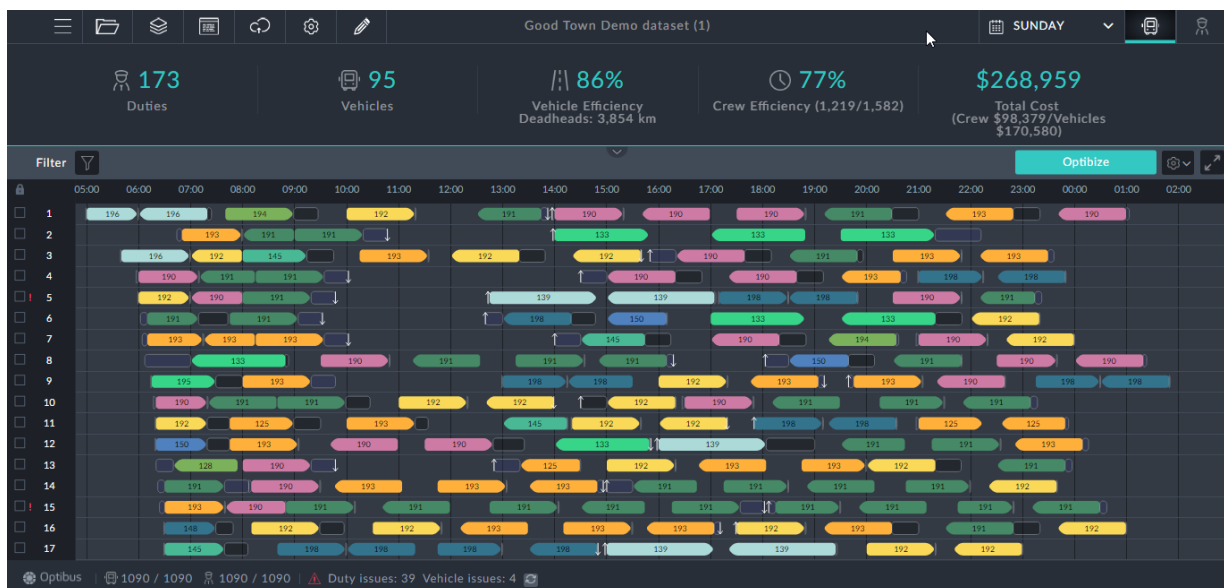 Good Town Demo dataset (1) SUNDAY
173 95 86% 77% $268,959
Duties Vehicles Vehicle Efficiency Crew Efficiency (1,219/1,582) Total Cost
Deadheads: 3,854 km (Crew $98,379/Vehicles
$170,580)
Filter Optibize
05:00 06:00 07:00 08:00 09:00 10:00 11:00 12:00 13:00 14:00 15:00 16:00 17:00 18:00 19:00 20:00 21:00 22:00 23:00 00:00 01:00 02:00
1 196 196 194 192 191 190 190 190 191 193 190
2 193 191 191 133 133 133
3 196 192 145 193 192 192 190 191 193 193
4 190 191 191 190 190 193 198 198
5 192 190 191 139 139 198 198 190 191
6 191 191 198 150 133 133 192
7 193 193 193 145 190 194 190 192
8 133 190 191 191 191 150 191 190 190
9 195 193 198 198 192 193 193 190 198 198
10 190 191 191 192 192 192 190 191 191 191
11 192 125 193 145 192 192 198 198 125 125
12 150 193 190 190 133 139 191 191 193
13 128 190 125 192 193 193 192 191
14 191 190 193 193 193 191 191 191 191 192
15 193 190 191 191 191 191 191 191 191 191 191
16 148 192 192 193 193 193 192 193 191 192
17 145 198 198 198 198 139 139 192 192
Optibus 1090 / 1090 1090 / 1090 Duty issues: 39 Vehicle issues: 4